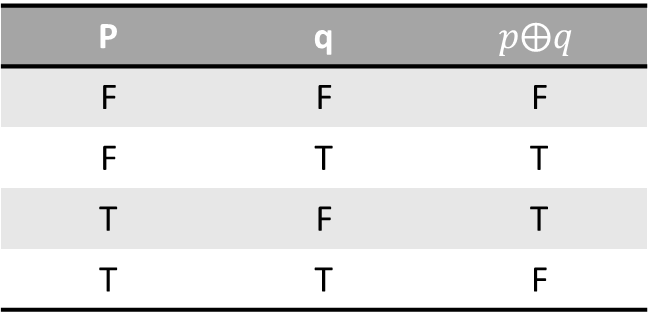 P q p⊕q
F F F
F T T
T F T
T T F